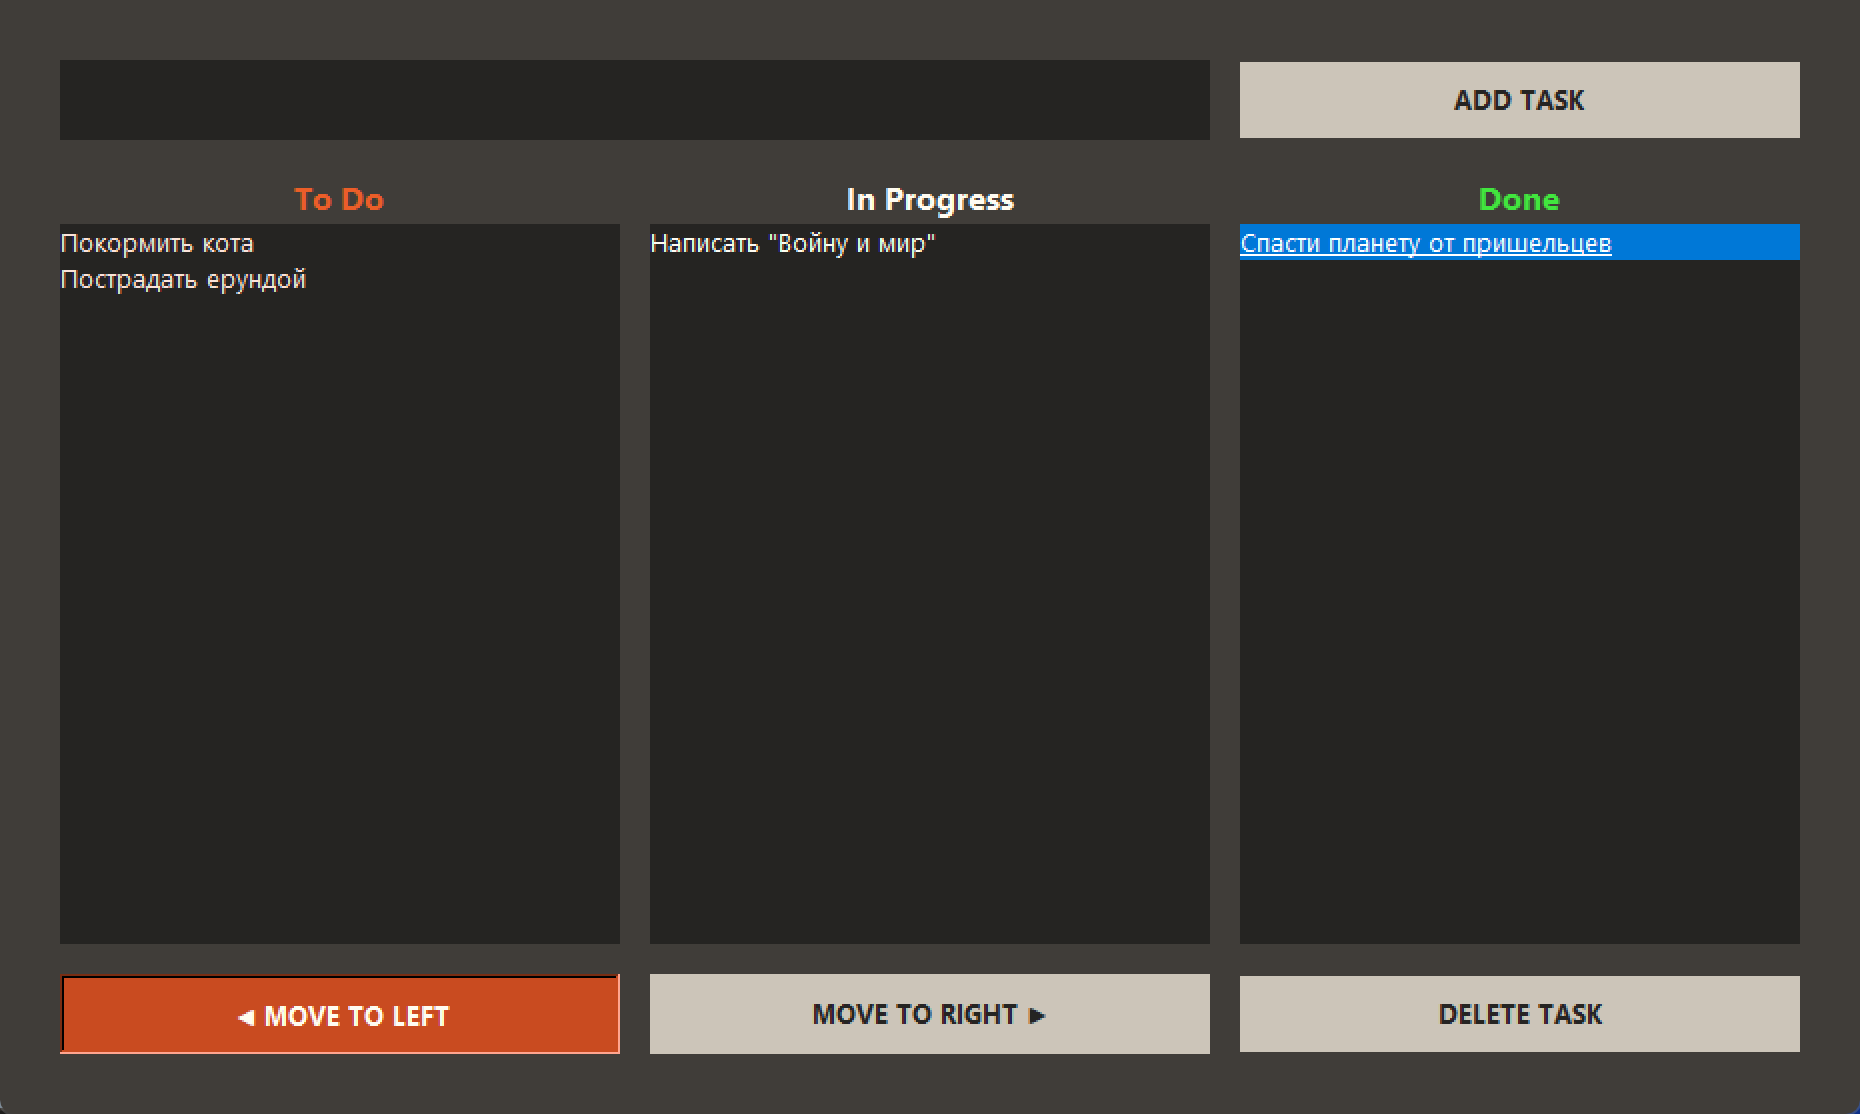 ADD TASK
To Do
In Progress
Done
Покормить кота
Пострадать ерундой
Написать "Войну и мир"
Спасти планету от пришельцев
◄ MOVE TO LEFT
MOVE TO RIGHT ►
DELETE TASK